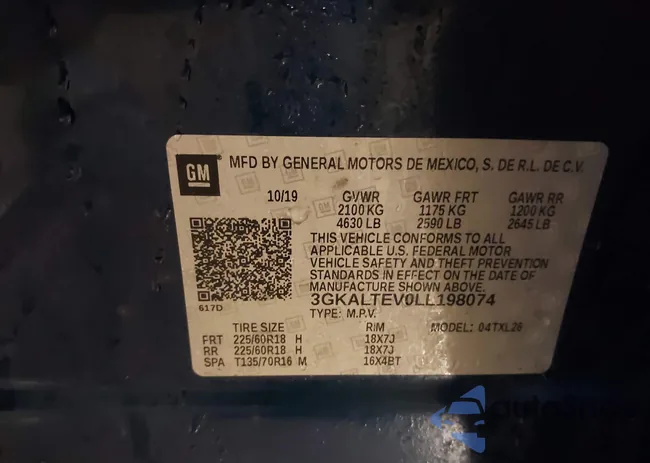 GM
MFD BY GENERAL MOTORS DE MEXICO, S. DE R.L. DE C.V.
10/19 GVWR GAWR FRT GAWR RR
2100 KG 1175 KG 1200 KG
4630 LB 2590 LB 2645 LB
THIS VEHICLE CONFORMS TO ALL
APPLICABLE U.S. FEDERAL MOTOR
VEHICLE SAFETY AND THEFT PREVENTION
STANDARDS IN EFFECT ON THE DATE OF
MANUFACTURE SHOWN ABOVE.
617D
3GKALTEV0LL198074
TYPE: M.P.V. MODEL: 04TXL26
TIRE SIZE RIM
FRT 225/60R18 H 18X7J
RR 225/60R18 H 18X7J
SPA T135/70R16 M 16X4BT